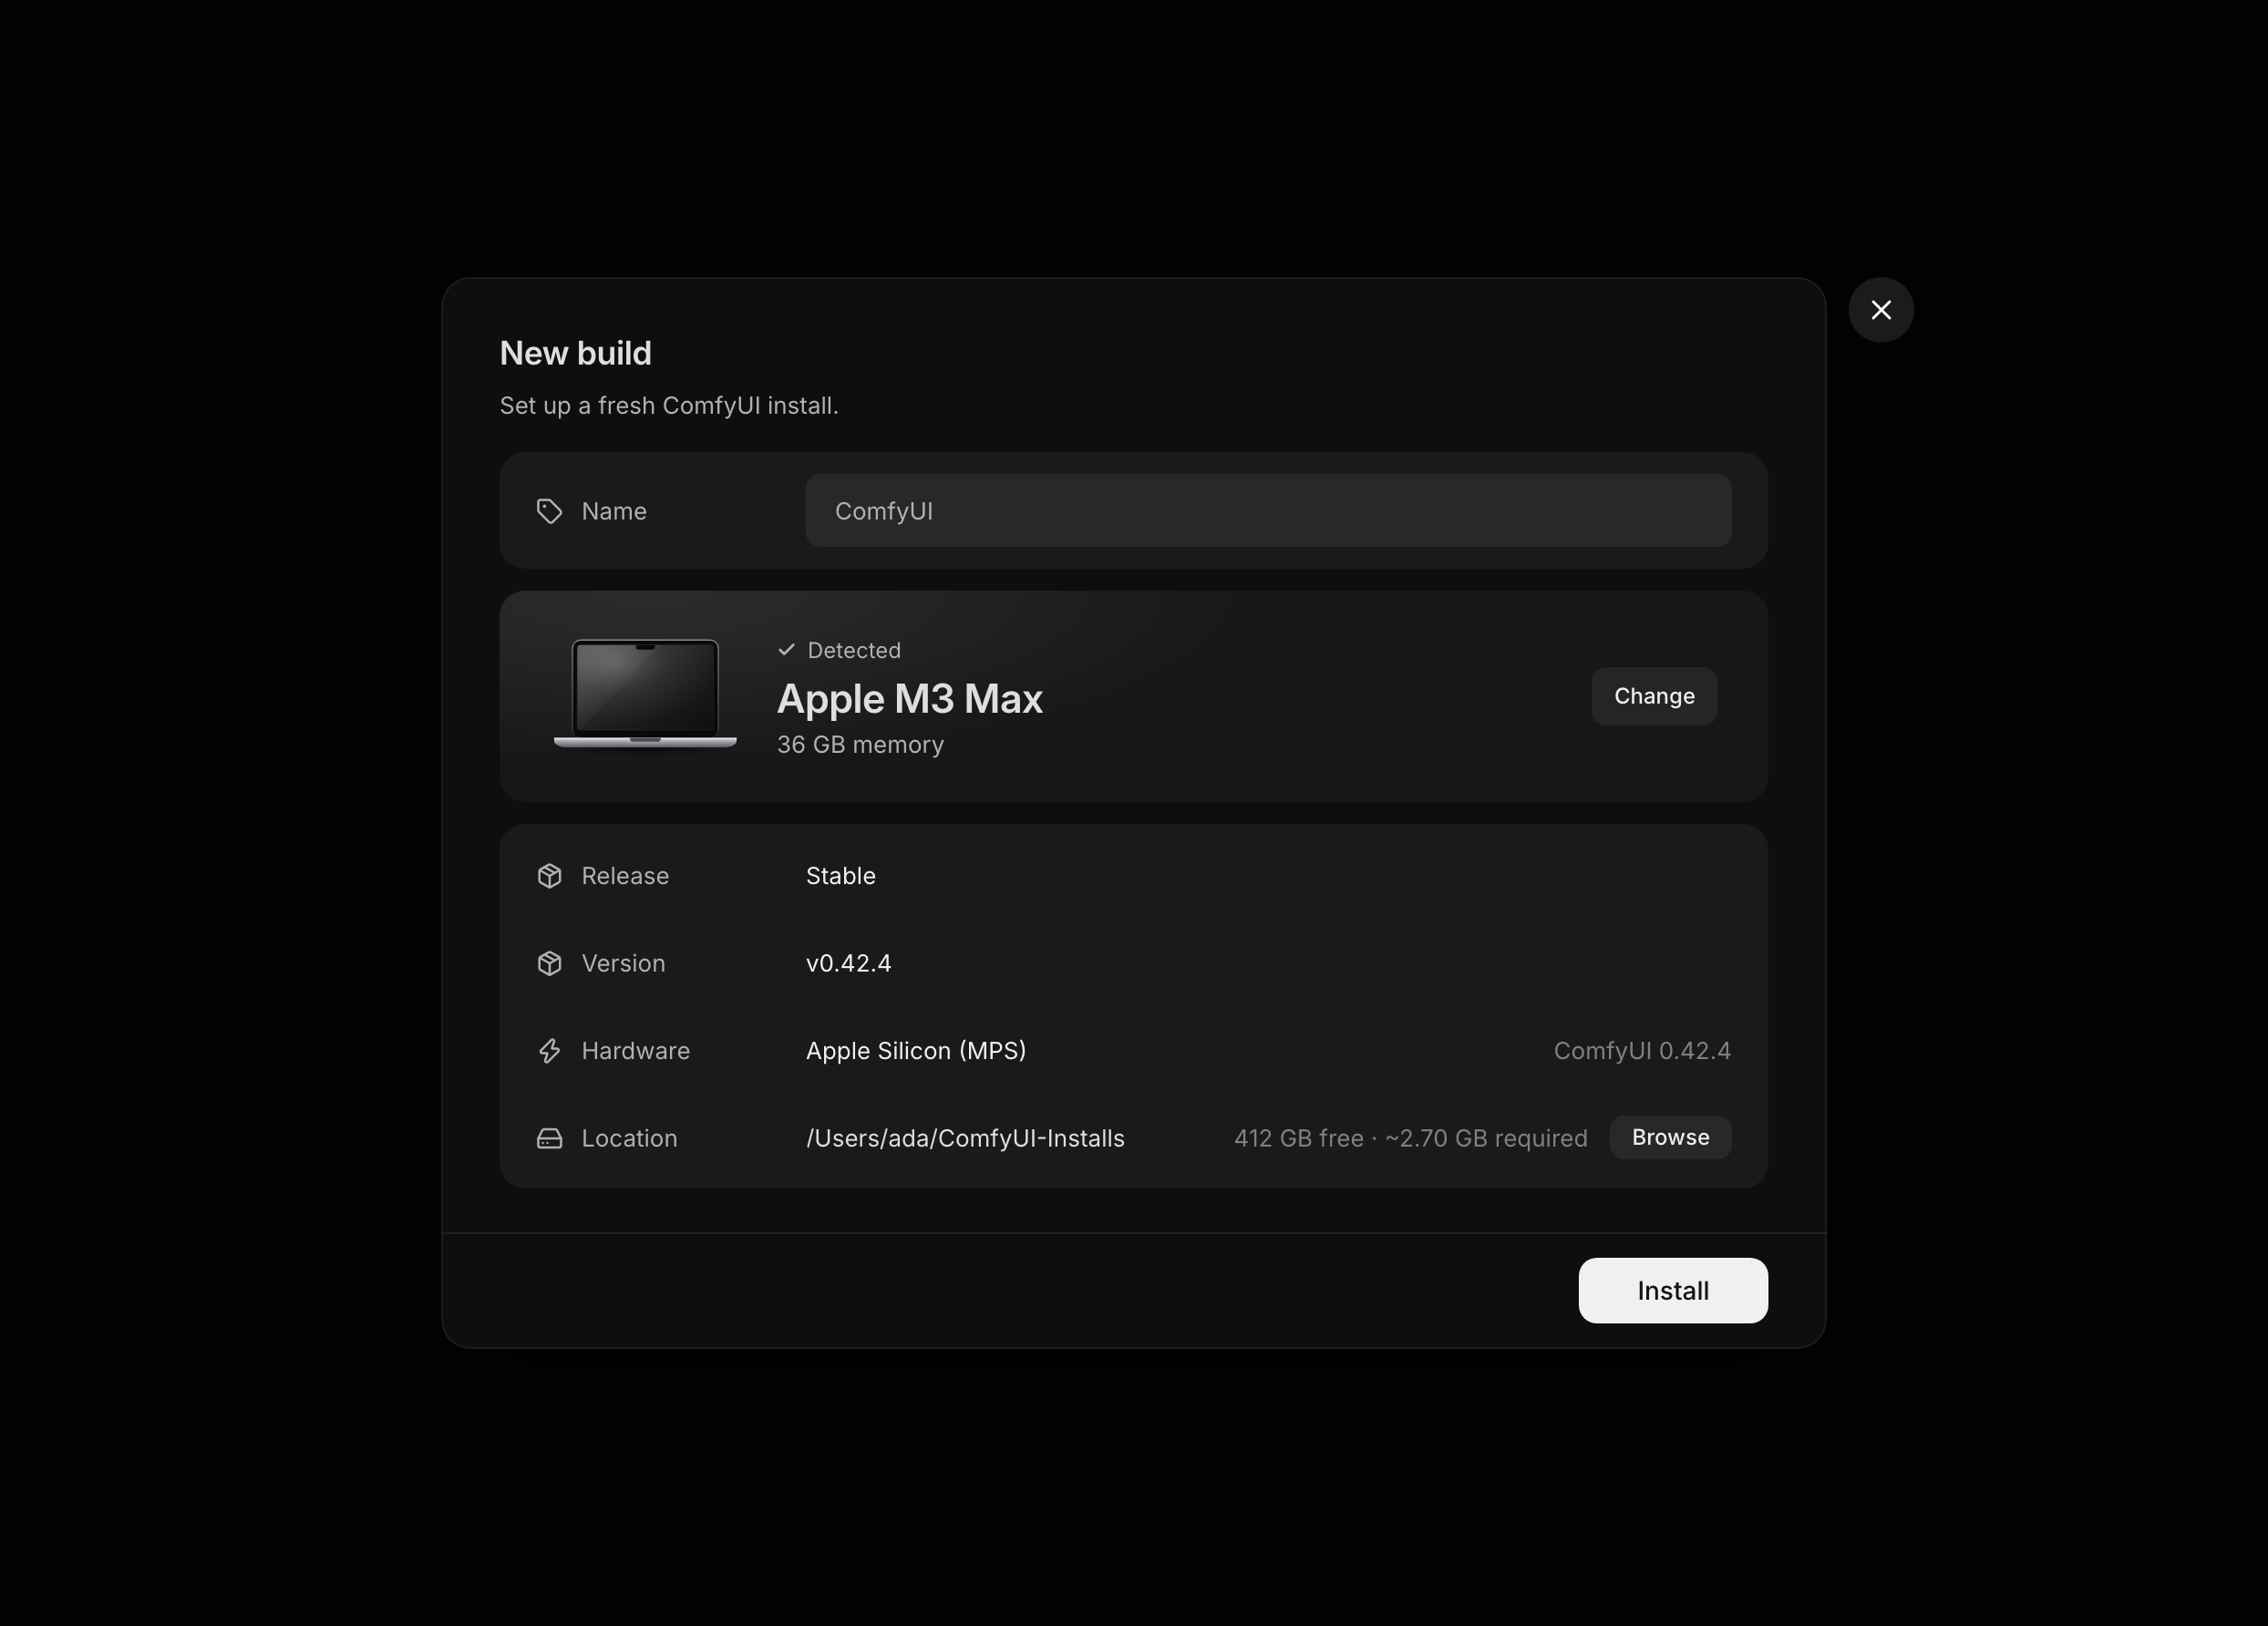 New build
Set up a fresh ComfyUI install.
Name
ComfyUI
Detected
Apple M3 Max
36 GB memory
Change
Release
Stable
Version
v0.42.4
Hardware
Apple Silicon (MPS)
ComfyUI 0.42.4
Location
/Users/ada/ComfyUI-Installs
412 GB free · ~2.70 GB required
Browse
Install